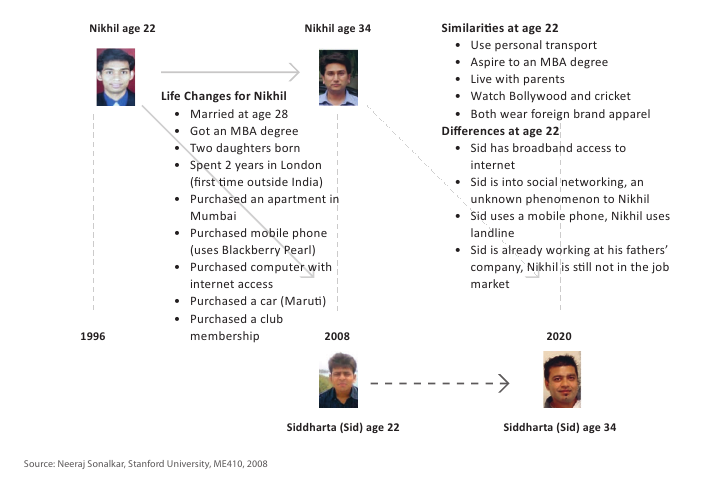 Nikhil age 22
Nikhil age 34
Life Changes for Nikhil
• Married at age 28
• Got an MBA degree
• Two daughters born
• Spent 2 years in London
(first time outside India)
• Purchased an apartment in
Mumbai
• Purchased mobile phone
(uses Blackberry Pearl)
• Purchased computer with
internet access
• Purchased a car (Maruti)
• Purchased a club
membership
Similarities at age 22
• Use personal transport
• Aspire to an MBA degree
• Live with parents
• Watch Bollywood and cricket
• Both wear foreign brand apparel
Differences at age 22
• Sid has broadband access to
internet
• Sid is into social networking, an
unknown phenomenon to Nikhil
• Sid uses a mobile phone, Nikhil uses
landline
• Sid is already working at his fathers’
company, Nikhil is still not in the job
market
1996
2008
2020
Siddharta (Sid) age 22
Siddharta (Sid) age 34
Source: Neeraj Sonalkar, Stanford University, ME410, 2008